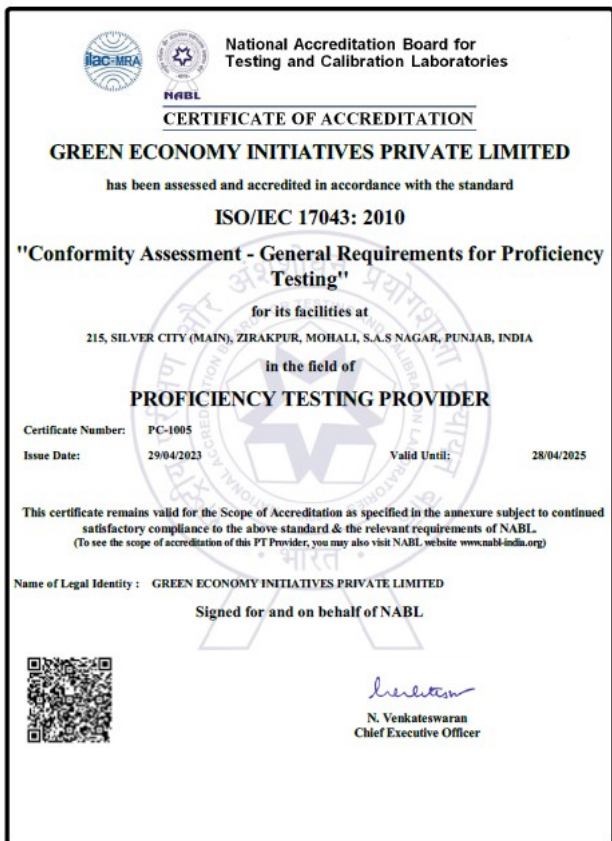 ilac-MRA
NABL
National Accreditation Board for
Testing and Calibration Laboratories
CERTIFICATE OF ACCREDITATION
GREEN ECONOMY INITIATIVES PRIVATE LIMITED
has been assessed and accredited in accordance with the standard
ISO/IEC 17043: 2010
"Conformity Assessment - General Requirements for Proficiency
Testing"
for its facilities at
215, SILVER CITY (MAIN), ZIRAKPUR, MOHALI, S.A.S NAGAR, PUNJAB, INDIA
in the field of
PROFICIENCY TESTING PROVIDER
Certificate Number: PC-1005
Issue Date: 29/04/2023 Valid Until: 28/04/2025
This certificate remains valid for the Scope of Accreditation as specified in the annexure subject to continued
satisfactory compliance to the above standard & the relevant requirements of NABL.
(To see the scope of accreditation of this PT Provider, you may also visit NABL website www.nabl-india.org)
भारत
Name of Legal Identity : GREEN ECONOMY INITIATIVES PRIVATE LIMITED
Signed for and on behalf of NABL
N. Venkateswaran
Chief Executive Officer